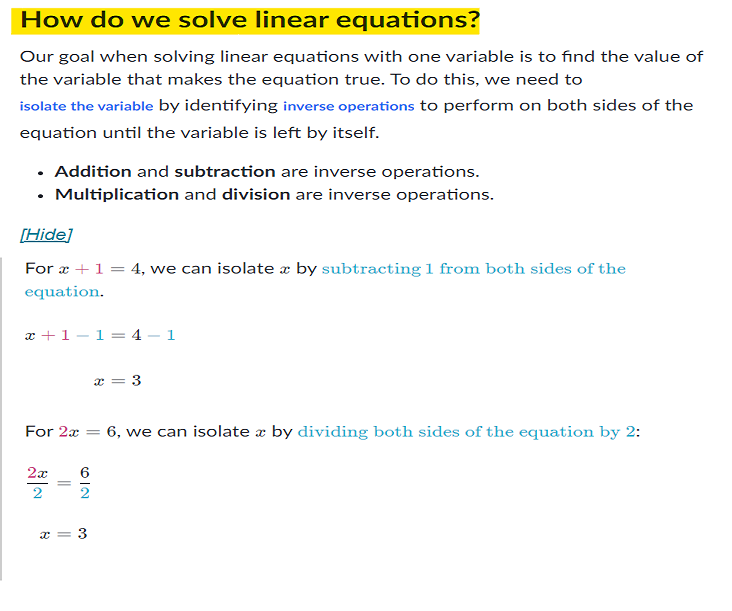 How do we solve linear equations?
Our goal when solving linear equations with one variable is to find the value of
the variable that makes the equation true. To do this, we need to
isolate the variable by identifying inverse operations to perform on both sides of the
equation until the variable is left by itself.
• Addition and subtraction are inverse operations.
• Multiplication and division are inverse operations.
[Hide]
For x + 1 = 4, we can isolate x by subtracting 1 from both sides of the
equation.
x + 1 − 1 = 4 − 1
x = 3
For 2x = 6, we can isolate x by dividing both sides of the equation by 2:
2x/2 = 6/2
x = 3